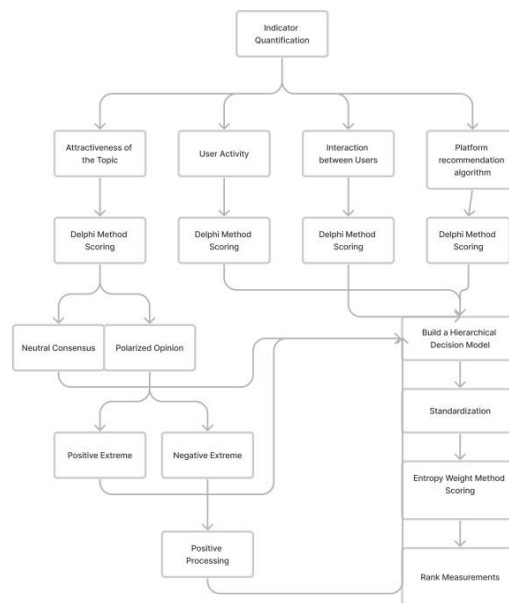 Indicator
Quantification
Attractiveness of
the Topic
User Activity
Interaction
between Users
Platform
recommendation
algorithm
Delphi Method
Scoring
Delphi Method
Scoring
Delphi Method
Scoring
Delphi Method
Scoring
Neutral Consensus
Polarized Opinion
Build a Hierarchical
Decision Model
Standardization
Positive Extreme
Negative Extreme
Entropy Weight Method
Scoring
Positive
Processing
Rank Measurements